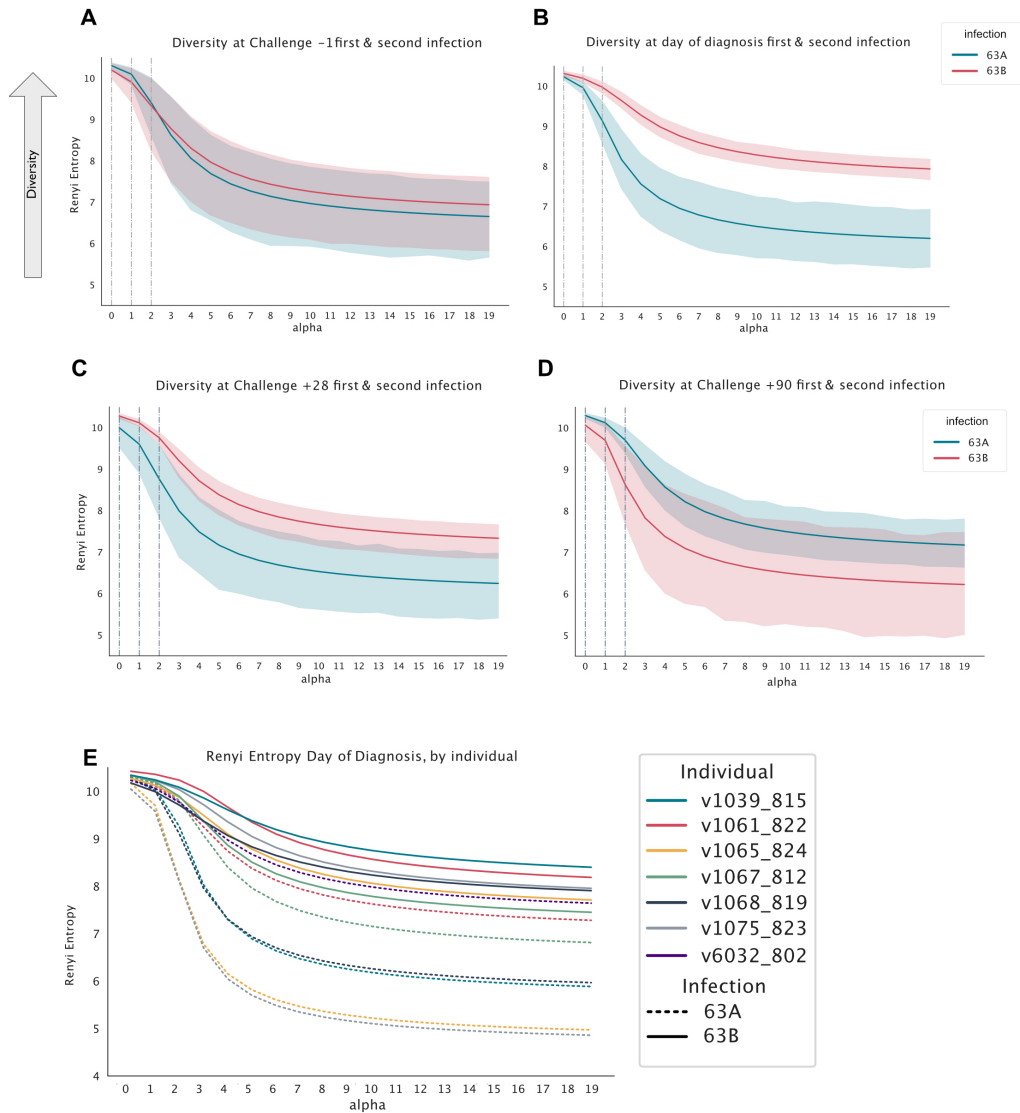 A
Diversity at Challenge -1first & second infection
Diversity
Renyi Entropy
10
9
8
7
6
5
0 1 2 3 4 5 6 7 8 9 10 11 12 13 14 15 16 17 18 19
alpha
B
Diversity at day of diagnosis first & second infection
infection
63A
63B
10
9
8
7
6
5
0 1 2 3 4 5 6 7 8 9 10 11 12 13 14 15 16 17 18 19
alpha
C
Diversity at Challenge +28 first & second infection
Renyi Entropy
10
9
8
7
6
5
0 1 2 3 4 5 6 7 8 9 10 11 12 13 14 15 16 17 18 19
alpha
D
Diversity at Challenge +90 first & second infection
infection
63A
63B
10
9
8
7
6
5
0 1 2 3 4 5 6 7 8 9 10 11 12 13 14 15 16 17 18 19
alpha
E
Renyi Entropy Day of Diagnosis, by individual
Renyi Entropy
10
9
8
7
6
5
4
0 1 2 3 4 5 6 7 8 9 10 11 12 13 14 15 16 17 18 19
alpha
Individual
v1039_815
v1061_822
v1065_824
v1067_812
v1068_819
v1075_823
v6032_802
Infection
63A
63B